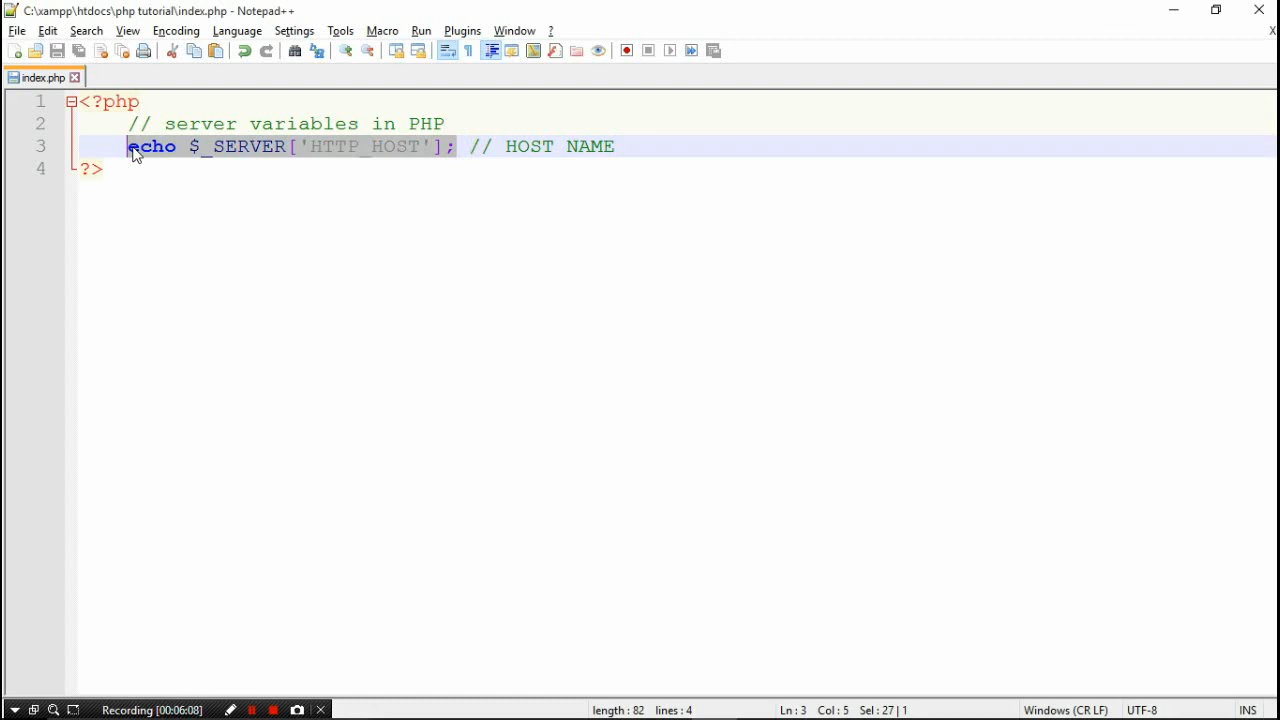 C:\xampp\htdocs\php tutorial\index.php - Notepad++
File Edit Search View Encoding Language Settings Tools Macro Run Plugins Window ? X
index.php
1 <?php
2 // server variables in PHP
3 echo $_SERVER['HTTP_HOST']; // HOST NAME
4 ?>
Recording [00:06:08] length : 82 lines : 4 Ln : 3 Col : 5 Sel : 27 | 1 Windows (CR LF) UTF-8 INS